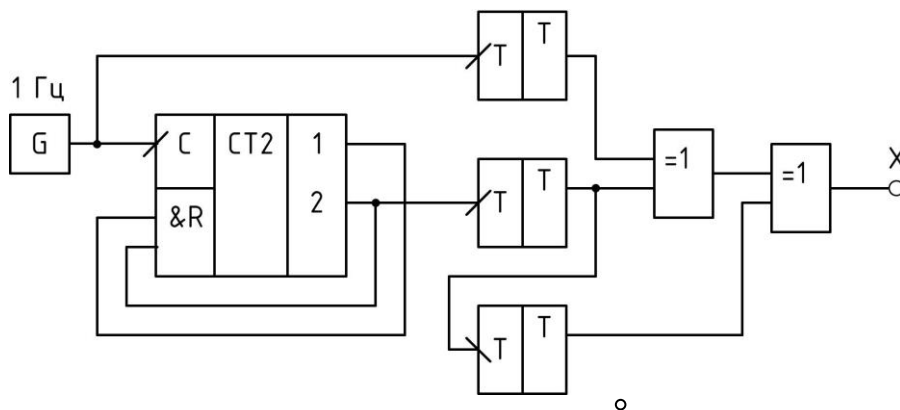 T T
1 Гц
G
C CT2 1
&R 2
T T
=1
=1
X
T T